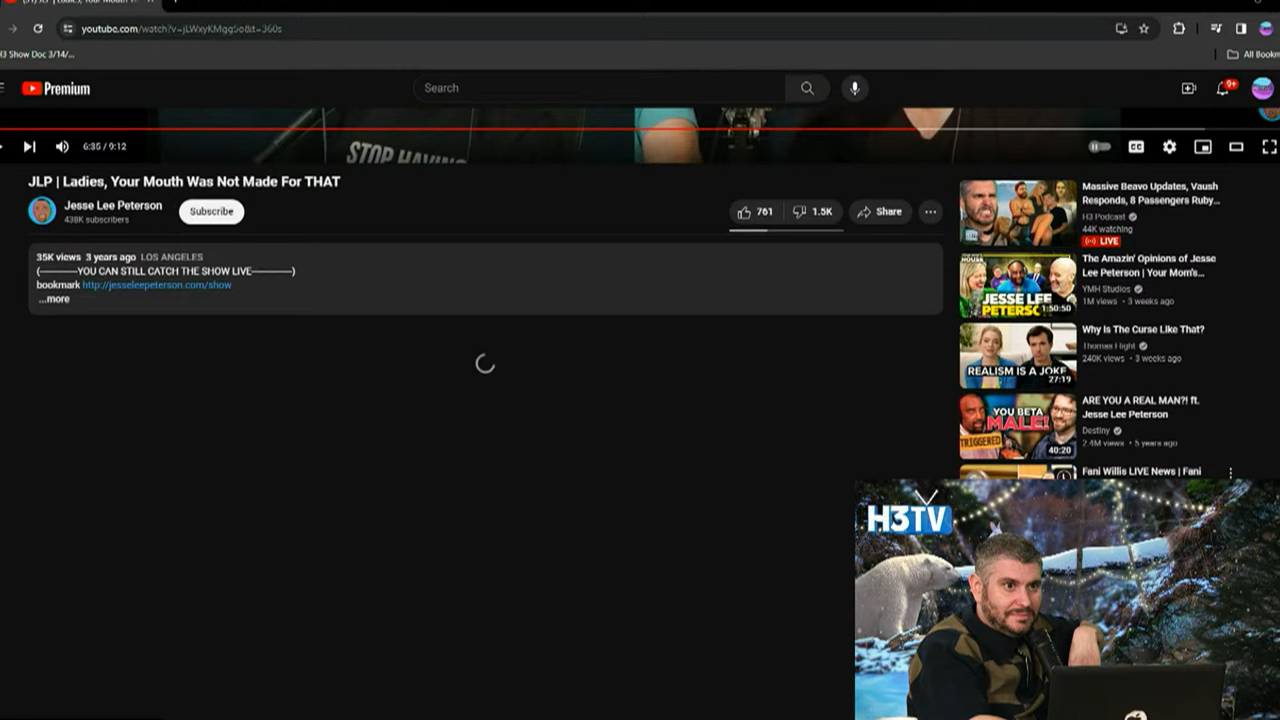 youtube.com/watch?v=jLWxyKMgg5o&t=360s
H3 Show Doc 3/14/...
All Bookm
Premium
Search
9+
STOP HAVING
6:35 / 9:12
CC
JLP | Ladies, Your Mouth Was Not Made For THAT
Jesse Lee Peterson
438K subscribers
Subscribe
761
1.5K
Share
35K views 3 years ago LOS ANGELES
(————YOU CAN STILL CATCH THE SHOW LIVE————)
bookmark http://jesseleepeterson.com/show
...more
Massive Beavo Updates, Vaush
Responds, 8 Passengers Ruby...
H3 Podcast
44K watching
LIVE
The Amazin' Opinions of Jesse
Lee Peterson | Your Mom's...
YMH Studios
1M views • 3 weeks ago
JESSE LEE
PETERSO
1:50:50
Why Is The Curse Like That?
Thomas Flight
240K views • 3 weeks ago
REALISM IS A JOKE
27:19
ARE YOU A REAL MAN?! ft.
Jesse Lee Peterson
Destiny
2.4M views • 5 years ago
YOU BETA
MALE!
TRIGGERED
40:20
Fani Willis LIVE News | Fani
H3TV